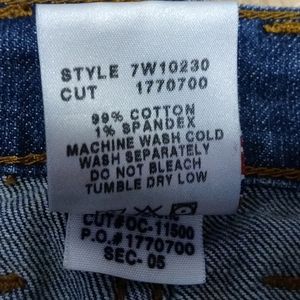 STYLE 7W10230
CUT 1770700
99% COTTON
1% SPANDEX
MACHINE WASH COLD
WASH SEPARATELY
DO NOT BLEACH
TUMBLE DRY LOW
CUT#OC-11500
P.O.#1770700
SEC- 05